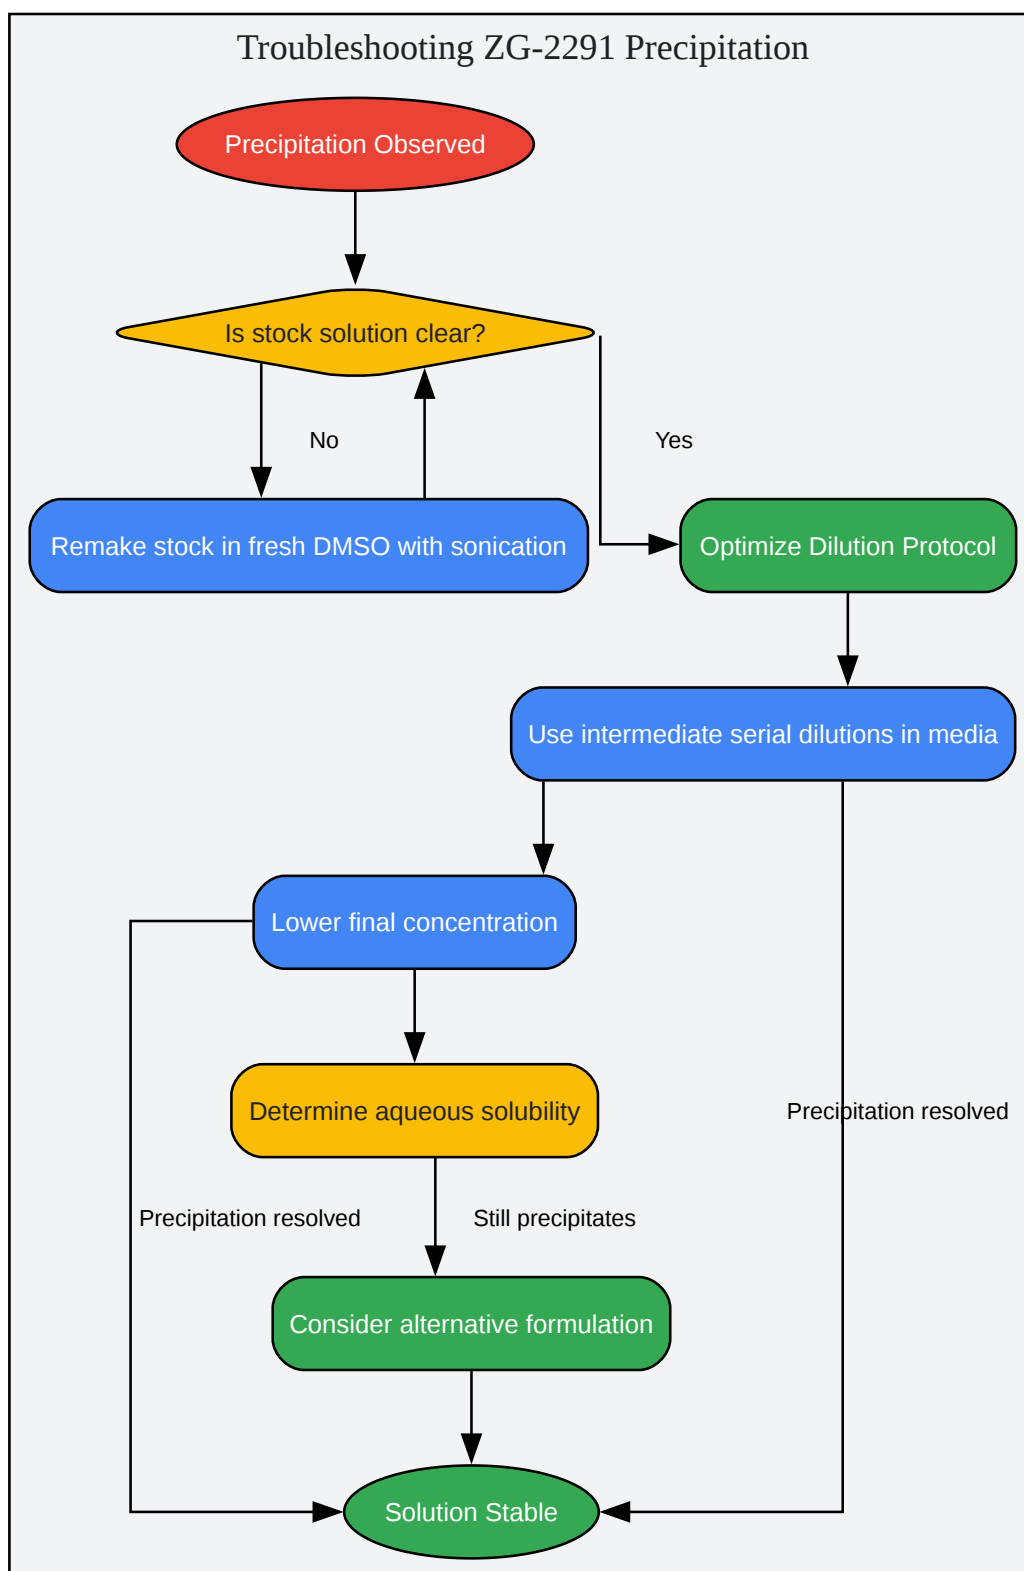 Troubleshooting ZG-2291 Precipitation
Precipitation Observed
Is stock solution clear?
No
Yes
Remake stock in fresh DMSO with sonication
Optimize Dilution Protocol
Use intermediate serial dilutions in media
Lower final concentration
Determine aqueous solubility
Precipitation resolved
Precipitation resolved
Still precipitates
Consider alternative formulation
Solution Stable